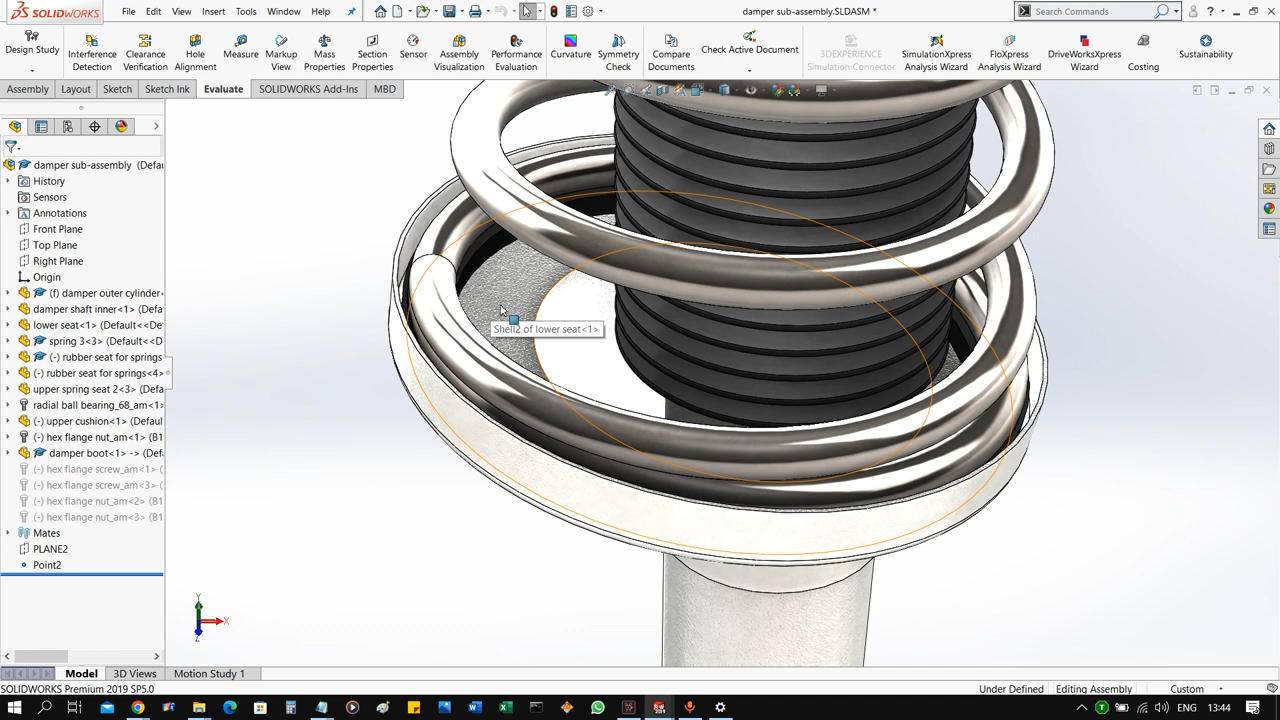 SOLIDWORKS File Edit View Insert Tools Window Help damper sub-assembly.SLDASM * Search Commands
Design Study Interference Detection Clearance Verification Hole Alignment Measure Markup View Mass Properties Section Properties Sensor Assembly Visualization Performance Evaluation Curvature Symmetry Check Compare Documents Check Active Document 3DEXPERIENCE Simulation Connector SimulationXpress Analysis Wizard FloXpress Analysis Wizard DriveWorksXpress Wizard Costing Sustainability
Assembly Layout Sketch Sketch Ink Evaluate SOLIDWORKS Add-Ins MBD
damper sub-assembly (Defau
History
Sensors
Annotations
Front Plane
Top Plane
Right Plane
Origin
(f) damper outer cylinder<
damper shaft inner<1> (Defa
lower seat<1> (Default<<De
spring 3<3> (Default<<D
(-) rubber seat for springs
(-) rubber seat for springs<4>
upper spring seat 2<3> (Def
radial ball bearing_68_am<1>
(-) upper cushion<1> (Defaul
(-) hex flange nut_am<1> (B1
damper boot<1> -> (Def
(-) hex flange screw_am<1> (
(-) hex flange screw_am<3> (
(-) hex flange nut_am<2> (B1
(-) hex flange nut_am<3> (B1
Mates
PLANE2
Point2
Shell2 of lower seat<1>
Y
X
Z
Model 3D Views Motion Study 1
SOLIDWORKS Premium 2019 SP5.0 Under Defined Editing Assembly Custom
ENG 13:44